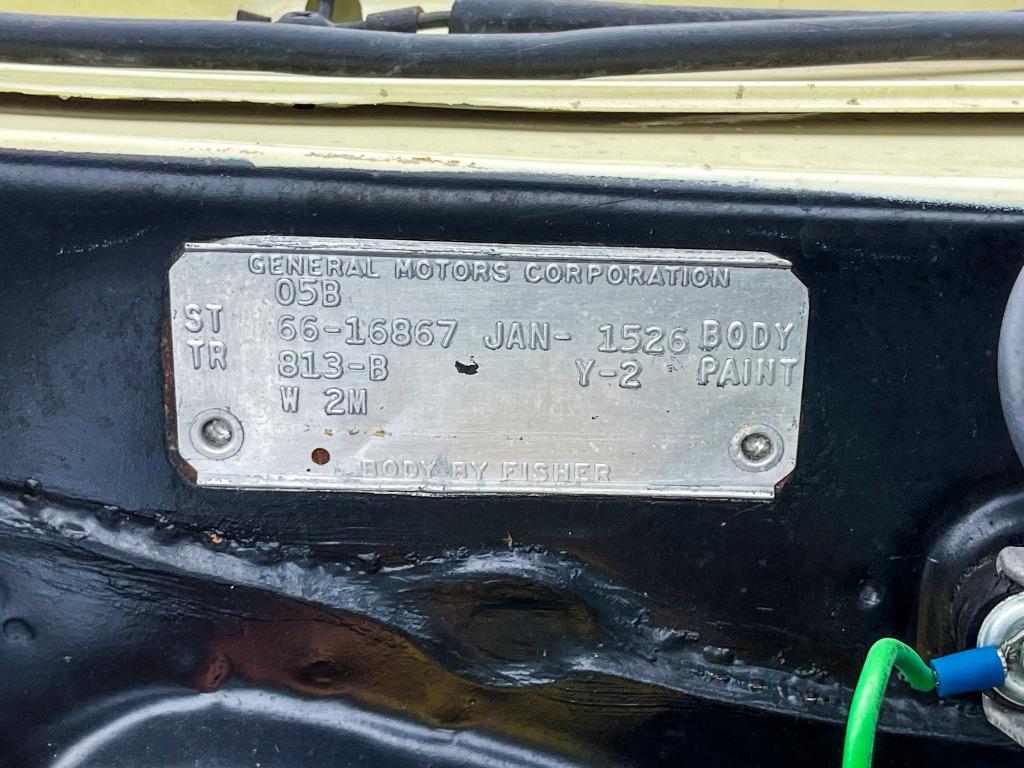 GENERAL MOTORS CORPORATION
05B
ST 66-16867 JAN- 1526 BODY
TR 813-B Y-2 PAINT
W 2M
BODY BY FISHER